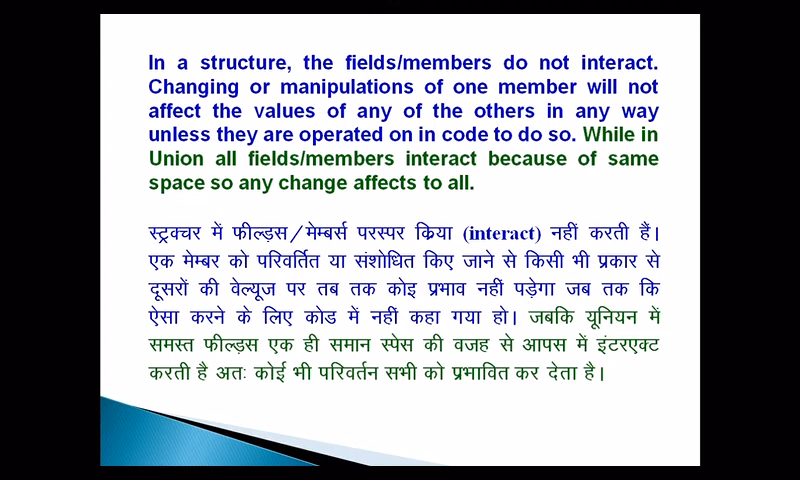 In a structure, the fields/members do not interact.
Changing or manipulations of one member will not
affect the values of any of the others in any way
unless they are operated on in code to do so. While in
Union all fields/members interact because of same
space so any change affects to all.
स्ट्रक्चर में फील्ड्स/मेम्बर्स परस्पर क्रिया (interact) नहीं करती हैं।
एक मेम्बर को परिवर्तित या संशोधित किए जाने से किसी भी प्रकार से
दूसरों की वेल्यूज पर तब तक कोइ प्रभाव नहीं पड़ेगा जब तक कि
ऐसा करने के लिए कोड में नहीं कहा गया हो। जबकि यूनियन में
समस्त फील्ड्स एक ही समान स्पेस की वजह से आपस में इंटरएक्ट
करती है अतः कोई भी परिवर्तन सभी को प्रभावित कर देता है।